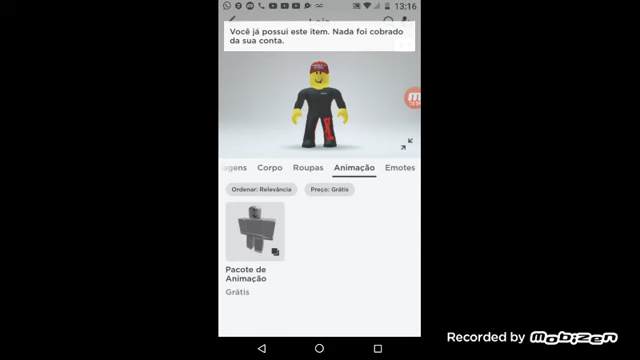 13:16
Você já possui este item. Nada foi cobrado
da sua conta.
agens Corpo Roupas Animação Emotes
Ordenar: Relevância Preço: Grátis
Pacote de
Animação
Grátis
Recorded by Mobizen